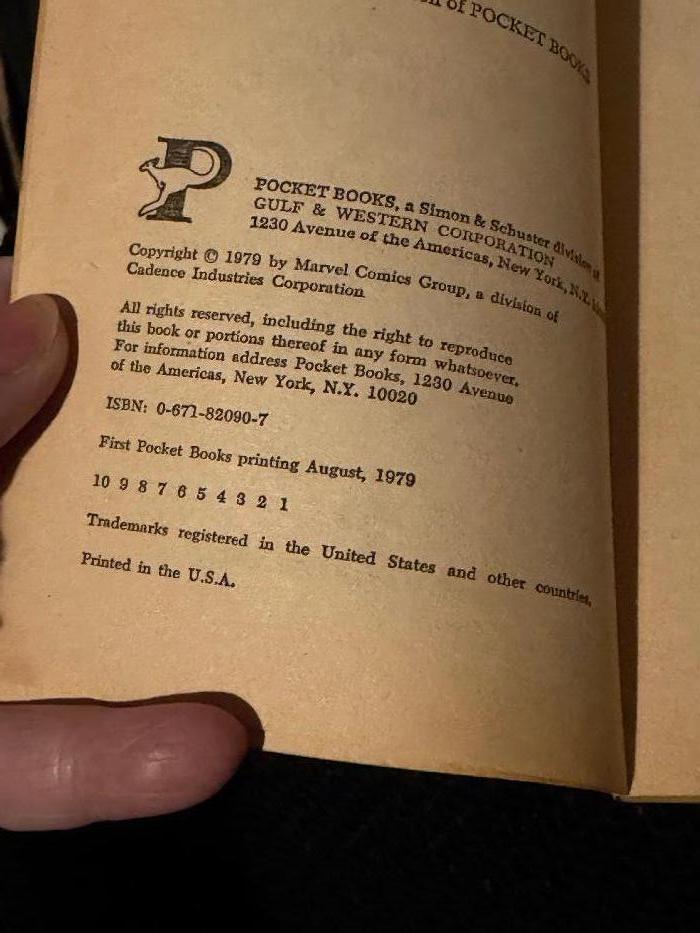 of POCKET BOOKS
P
POCKET BOOKS, a Simon & Schuster division of
GULF & WESTERN CORPORATION
1230 Avenue of the Americas, New York, N.Y.
Copyright © 1979 by Marvel Comics Group, a division of
Cadence Industries Corporation
All rights reserved, including the right to reproduce
this book or portions thereof in any form whatsoever.
For information address Pocket Books, 1230 Avenue
of the Americas, New York, N.Y. 10020
ISBN: 0-671-82090-7
First Pocket Books printing August, 1979
10 9 8 7 6 5 4 3 2 1
Trademarks registered in the United States and other countries.
Printed in the U.S.A.